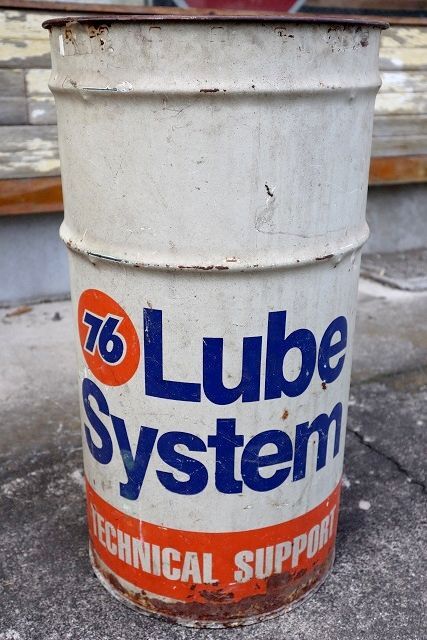 76 Lube
System
TECHNICAL SUPPORT